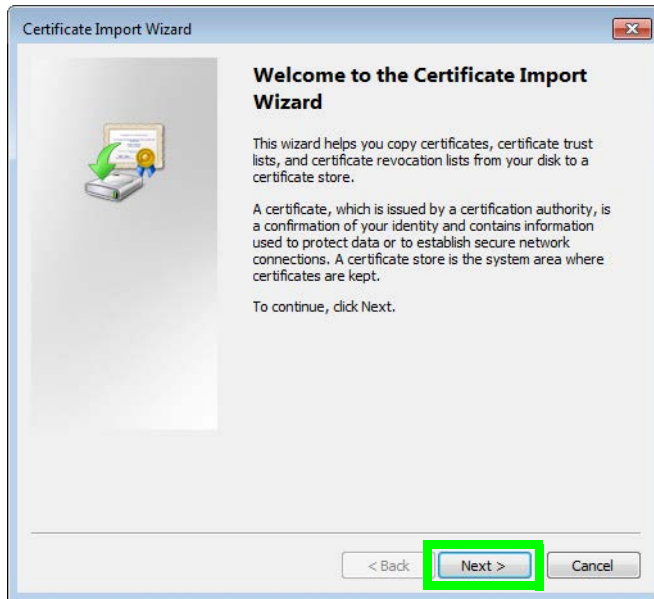 Certificate Import Wizard
Welcome to the Certificate Import
Wizard
This wizard helps you copy certificates, certificate trust
lists, and certificate revocation lists from your disk to a
certificate store.
A certificate, which is issued by a certification authority, is
a confirmation of your identity and contains information
used to protect data or to establish secure network
connections. A certificate store is the system area where
certificates are kept.
To continue, click Next.
< Back
Next >
Cancel